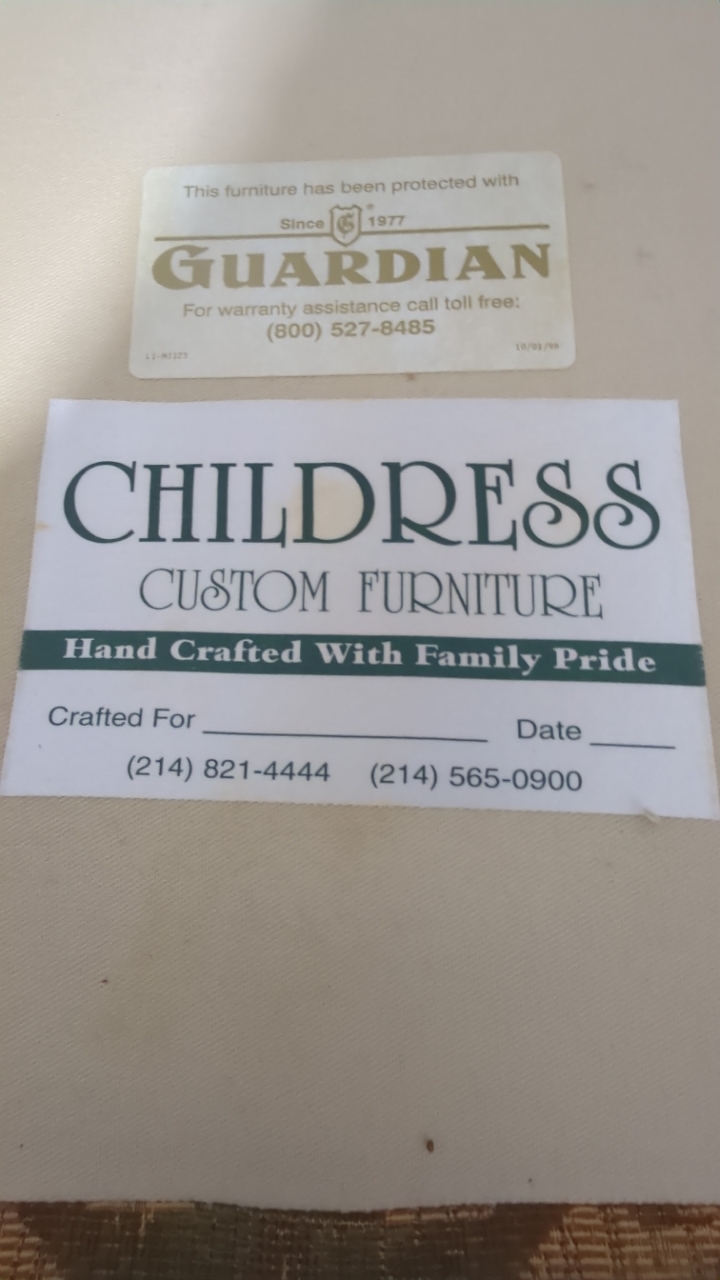 This furniture has been protected with
Since G® 1977
GUARDIAN
For warranty assistance call toll free:
(800) 527-8485
CHILDRESS
CUSTOM FURNITURE
Hand Crafted With Family Pride
Crafted For Date
(214) 821-4444 (214) 565-0900